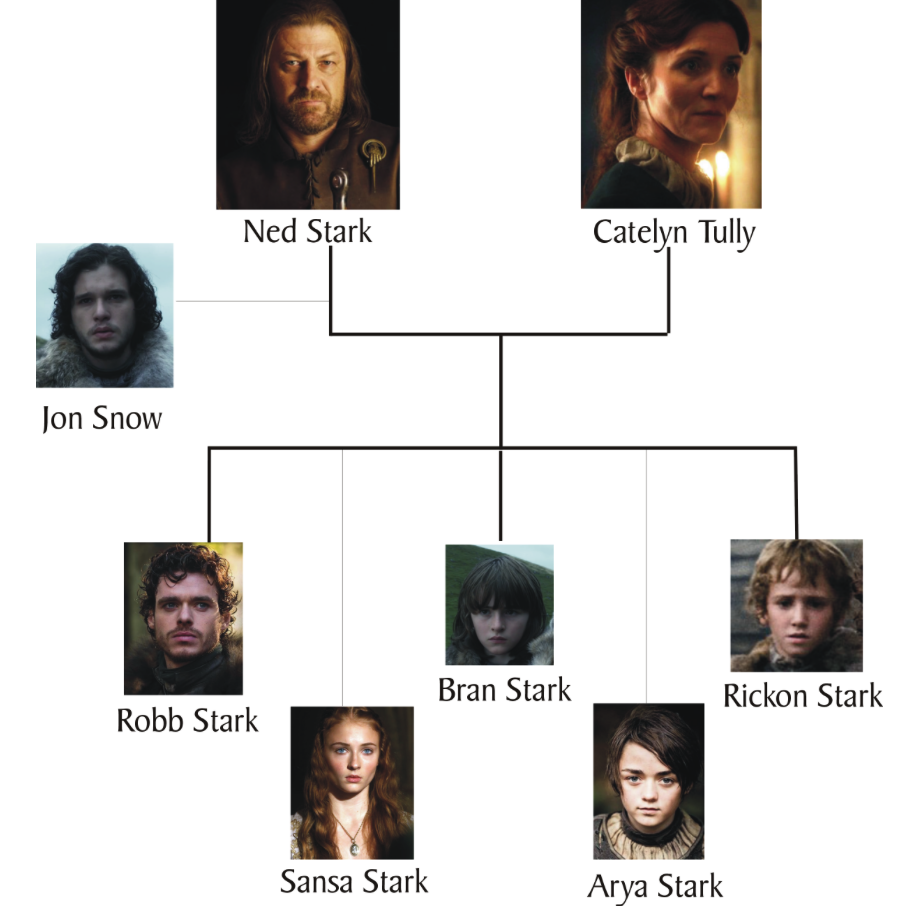 Ned Stark
Catelyn Tully
Jon Snow
Robb Stark
Bran Stark
Rickon Stark
Sansa Stark
Arya Stark